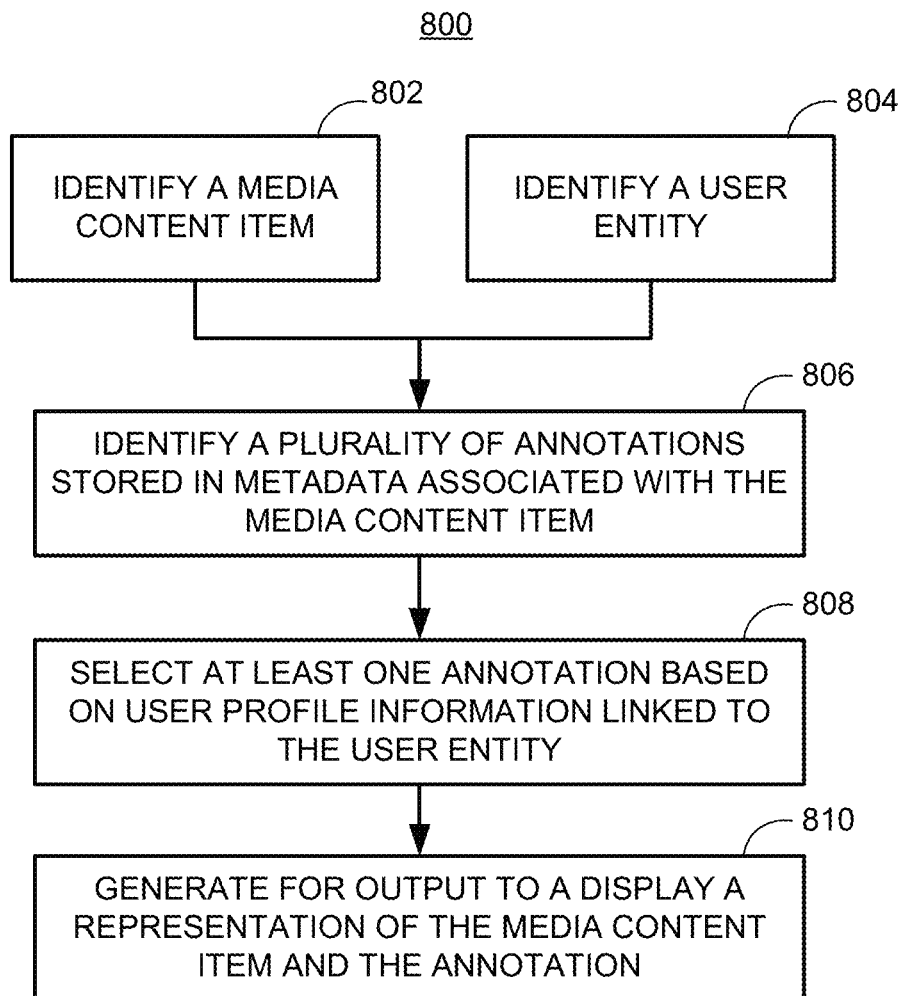 800
802
IDENTIFY A MEDIA
CONTENT ITEM
804
IDENTIFY A USER
ENTITY
806
IDENTIFY A PLURALITY OF ANNOTATIONS
STORED IN METADATA ASSOCIATED WITH THE
MEDIA CONTENT ITEM
808
SELECT AT LEAST ONE ANNOTATION BASED
ON USER PROFILE INFORMATION LINKED TO
THE USER ENTITY
810
GENERATE FOR OUTPUT TO A DISPLAY A
REPRESENTATION OF THE MEDIA CONTENT
ITEM AND THE ANNOTATION